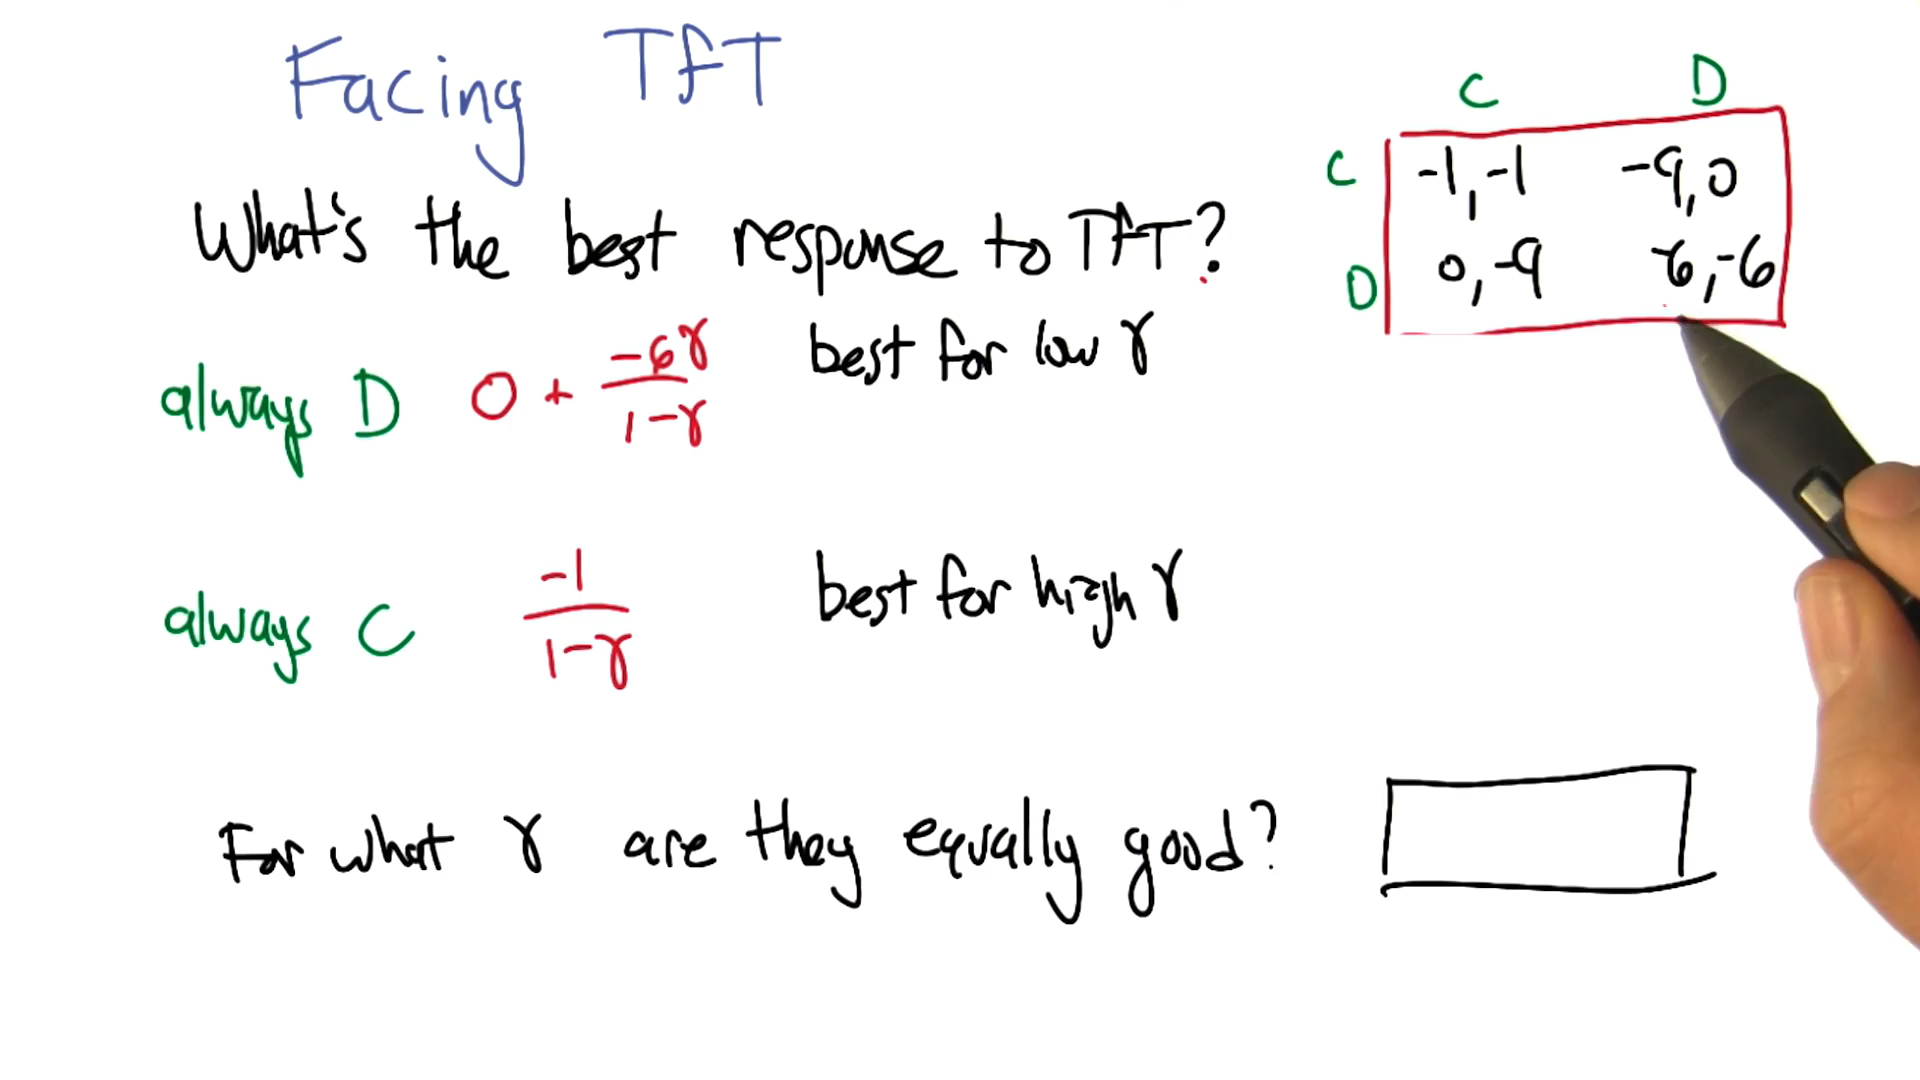 Facing TfT
C D
C -1,-1 -9,0
D 0,-9 -6,-6
What's the best response to TfT?
always D 0 + -6γ / 1-γ best for low γ
always C -1 / 1-γ best for high γ
For what γ are they equally good?